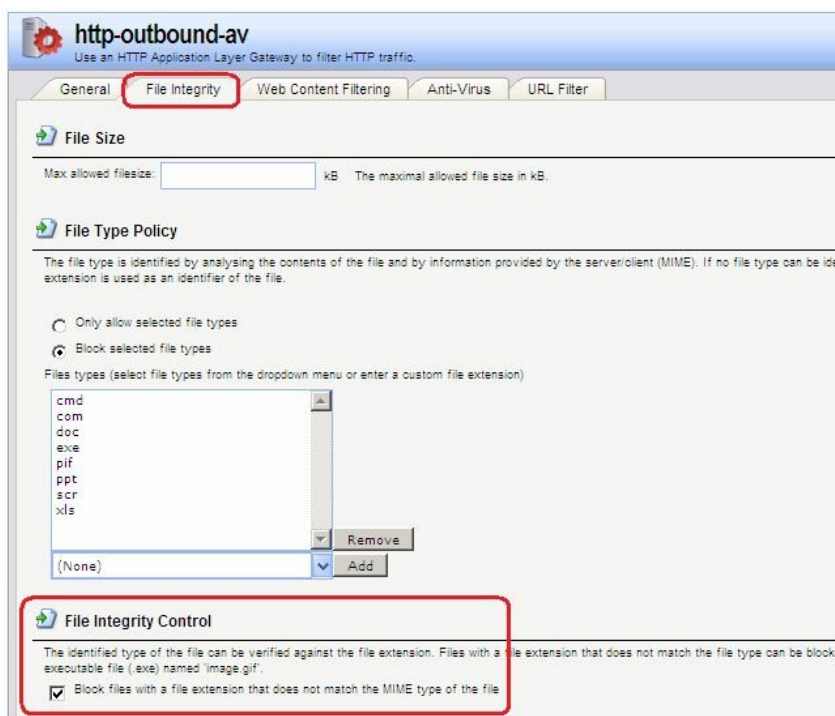 http-outbound-av
Use an HTTP Application Layer Gateway to filter HTTP traffic.
General File Integrity Web Content Filtering Anti-Virus URL Filter
File Size
Max allowed filesize: kB The maximal allowed file size in kB.
File Type Policy
The file type is identified by analysing the contents of the file and by information provided by the server/client (MIME). If no file type can be ide
extension is used as an identifier of the file.
Only allow selected file types
Block selected file types
Files types (select file types from the dropdown menu or enter a custom file extension)
cmd
com
doc
exe
pif
ppt
scr
xls
Remove
(None) Add
File Integrity Control
The identified type of the file can be verified against the file extension. Files with a file extension that does not match the file type can be block
executable file (.exe) named 'image.gif'.
Block files with a file extension that does not match the MIME type of the file